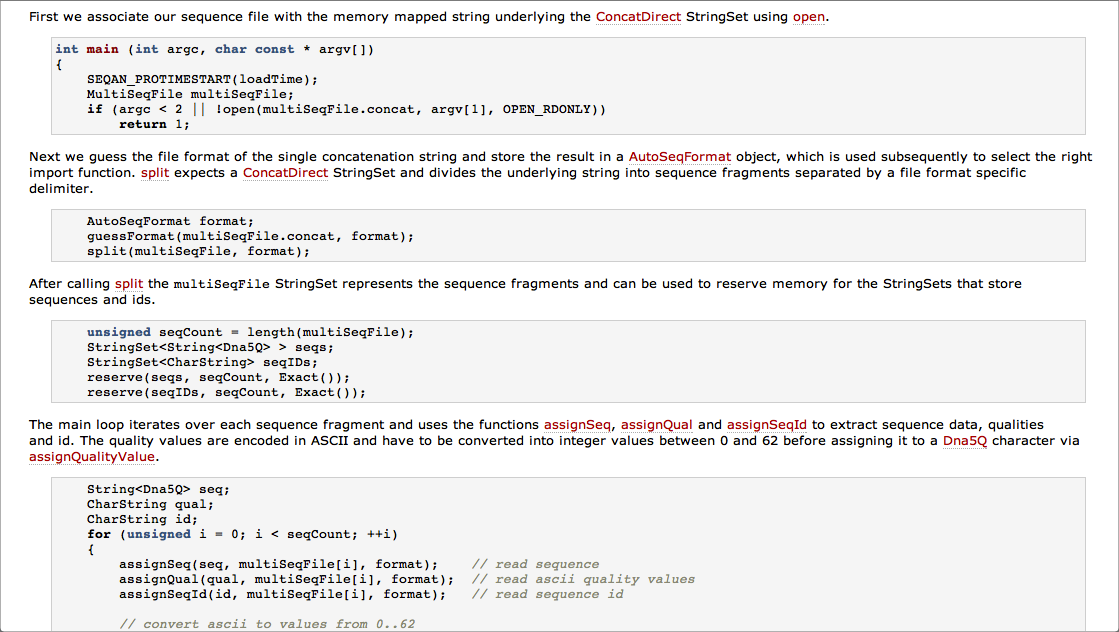 First we associate our sequence file with the memory mapped string underlying the ConcatDirect StringSet using open.
int main (int argc, char const * argv[])
{
    SEQAN_PROTIMESTART(loadTime);
    MultiSeqFile multiSeqFile;
    if (argc < 2 || !open(multiSeqFile.concat, argv[1], OPEN_RDONLY))
        return 1;
Next we guess the file format of the single concatenation string and store the result in a AutoSeqFormat object, which is used subsequently to select the right
import function. split expects a ConcatDirect StringSet and divides the underlying string into sequence fragments separated by a file format specific
delimiter.
    AutoSeqFormat format;
    guessFormat(multiSeqFile.concat, format);
    split(multiSeqFile, format);
After calling split the multiSeqFile StringSet represents the sequence fragments and can be used to reserve memory for the StringSets that store
sequences and ids.
    unsigned seqCount = length(multiSeqFile);
    StringSet<String<Dna5Q> > seqs;
    StringSet<CharString> seqIDs;
    reserve(seqs, seqCount, Exact());
    reserve(seqIDs, seqCount, Exact());
The main loop iterates over each sequence fragment and uses the functions assignSeq, assignQual and assignSeqId to extract sequence data, qualities
and id. The quality values are encoded in ASCII and have to be converted into integer values between 0 and 62 before assigning it to a Dna5Q character via
assignQualityValue.
    String<Dna5Q> seq;
    CharString qual;
    CharString id;
    for (unsigned i = 0; i < seqCount; ++i)
    {
        assignSeq(seq, multiSeqFile[i], format);    // read sequence
        assignQual(qual, multiSeqFile[i], format);  // read ascii quality values
        assignSeqId(id, multiSeqFile[i], format);   // read sequence id
        // convert ascii to values from 0..62